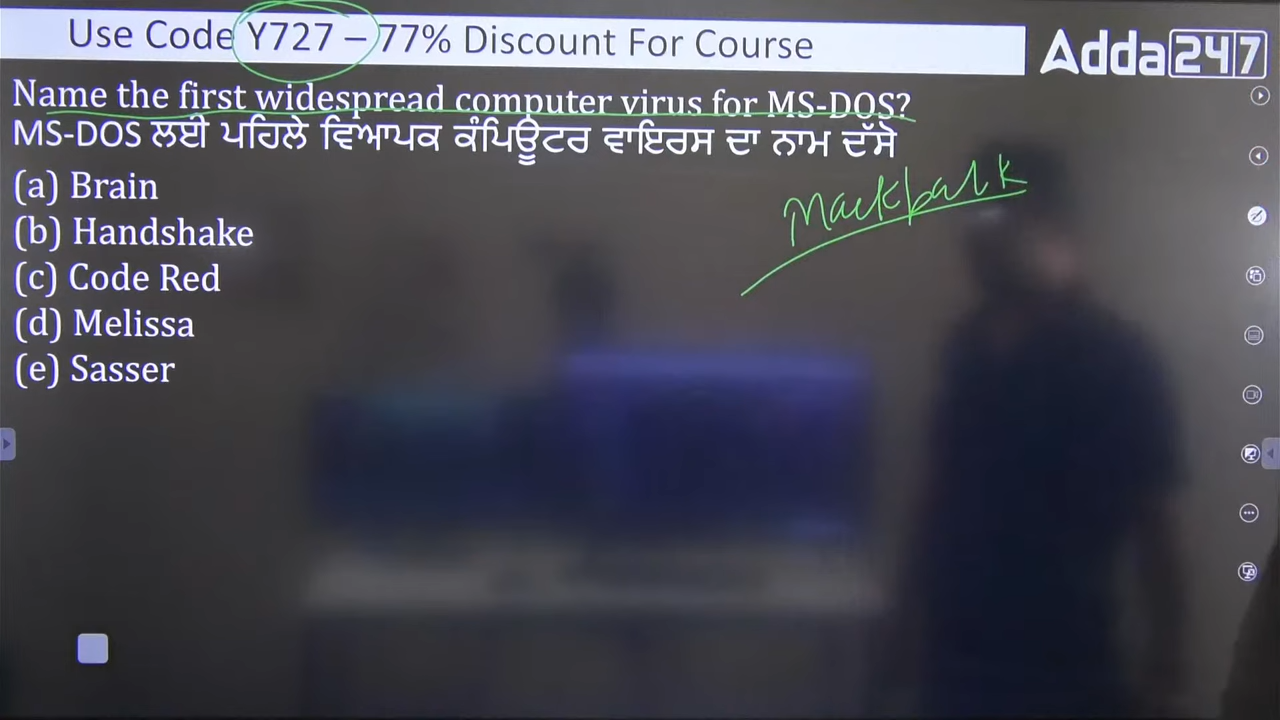 Use Code Y727 – 77% Discount For Course
Adda247
Name the first widespread computer virus for MS-DOS?
MS-DOS ਲਈ ਪਹਿਲੇ ਵਿਆਪਕ ਕੰਪਿਊਟਰ ਵਾਇਰਸ ਦਾ ਨਾਮ ਦੱਸੋ
(a) Brain
(b) Handshake
(c) Code Red
(d) Melissa
(e) Sasser